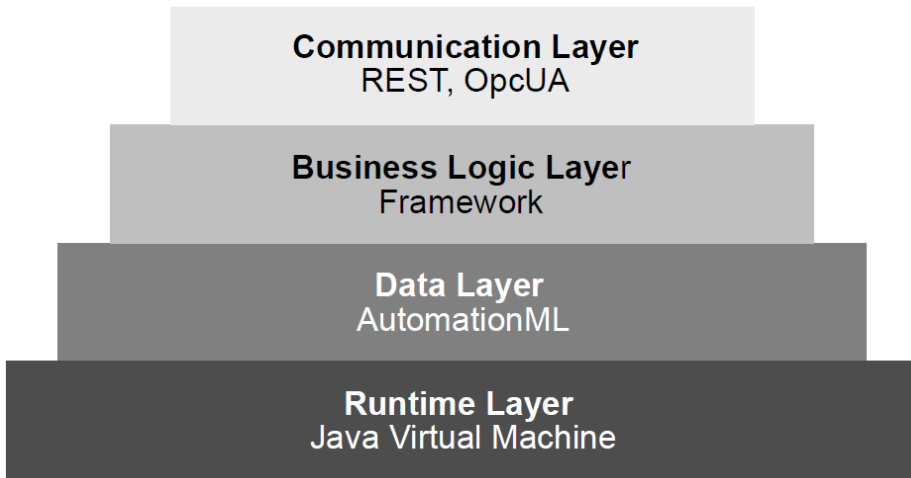 Communication Layer
REST, OpcUA
Business Logic Layer
Framework
Data Layer
AutomationML
Runtime Layer
Java Virtual Machine